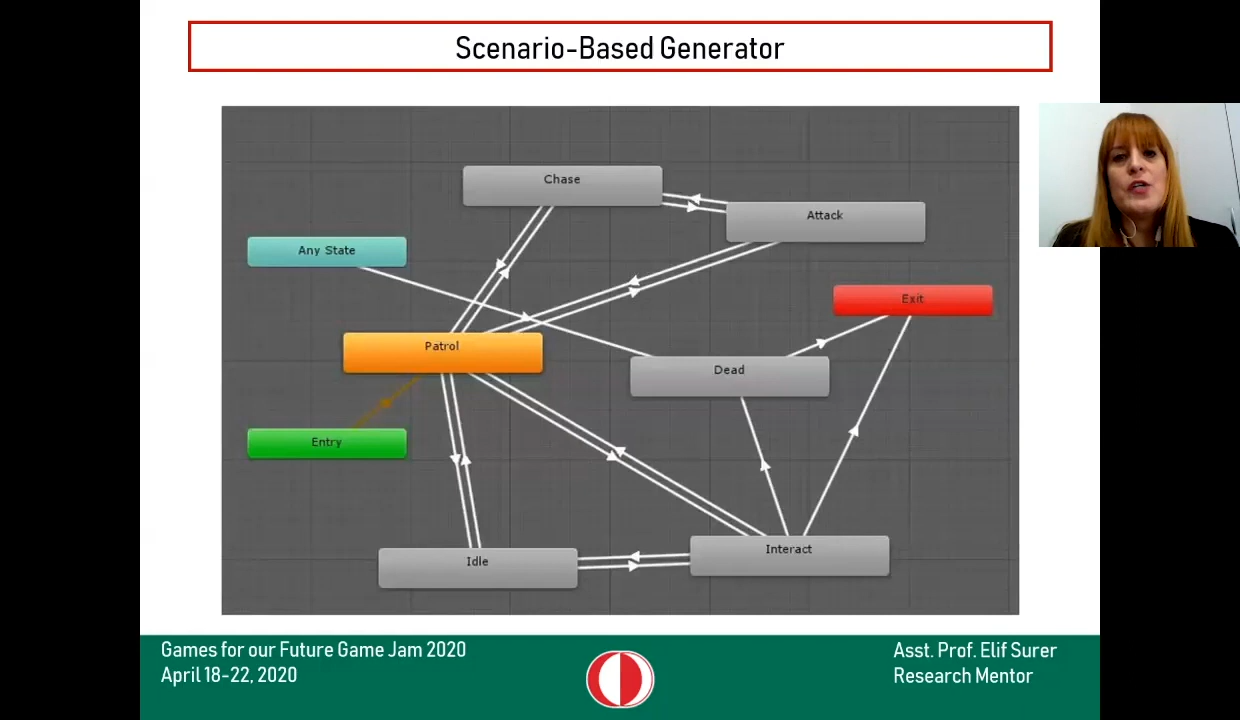 Scenario-Based Generator
Chase
Attack
Any State
Exit
Patrol
Dead
Entry
Interact
Idle
Games for our Future Game Jam 2020
April 18-22, 2020
Asst. Prof. Elif Surer
Research Mentor